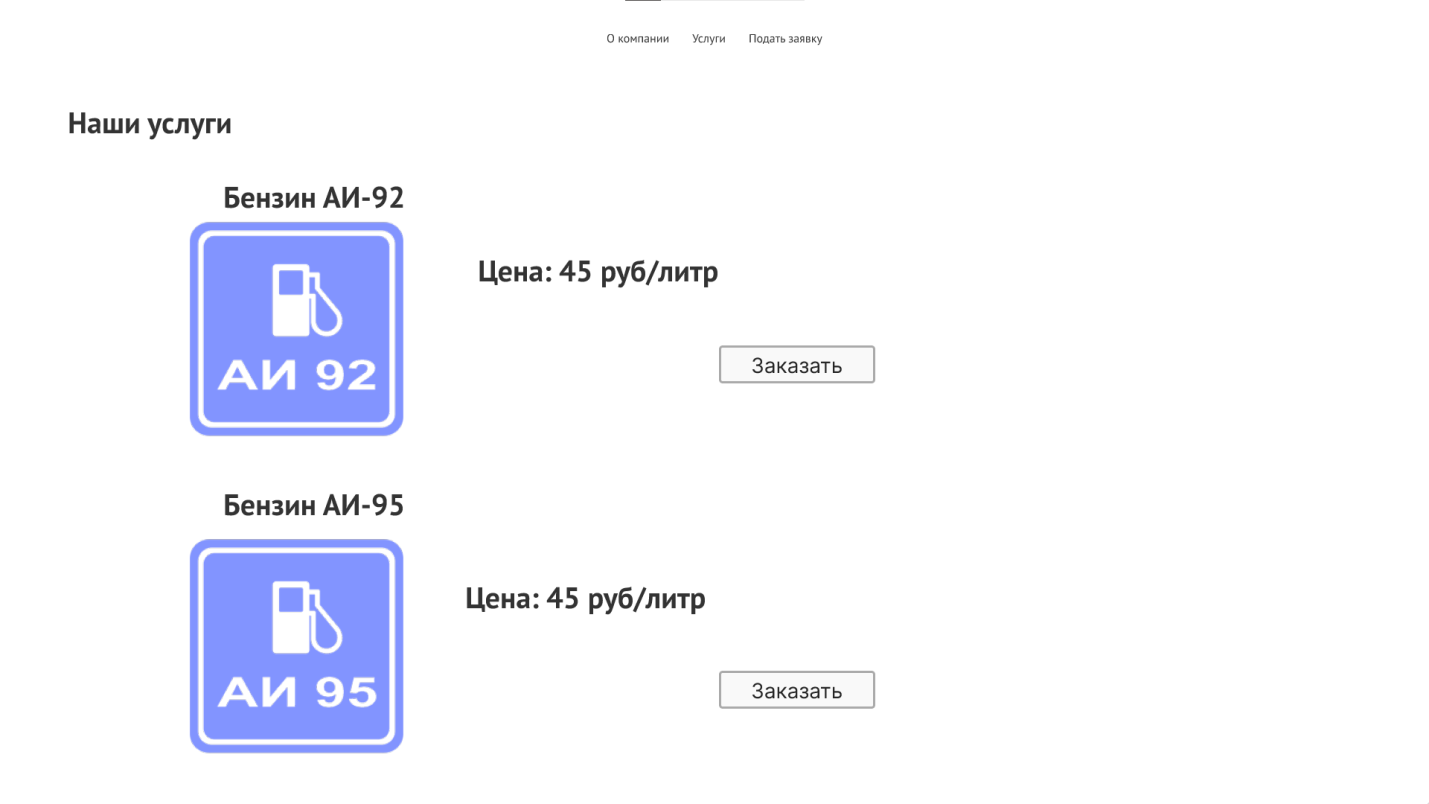 О компании Услуги Подать заявку
Наши услуги
Бензин АИ-92
АИ 92
Цена: 45 руб/литр
Заказать
Бензин АИ-95
АИ 95
Цена: 45 руб/литр
Заказать